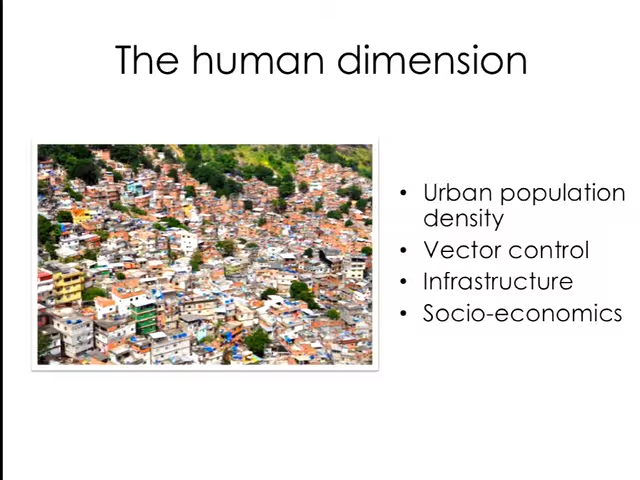 The human dimension
• Urban population
density
• Vector control
• Infrastructure
• Socio-economics